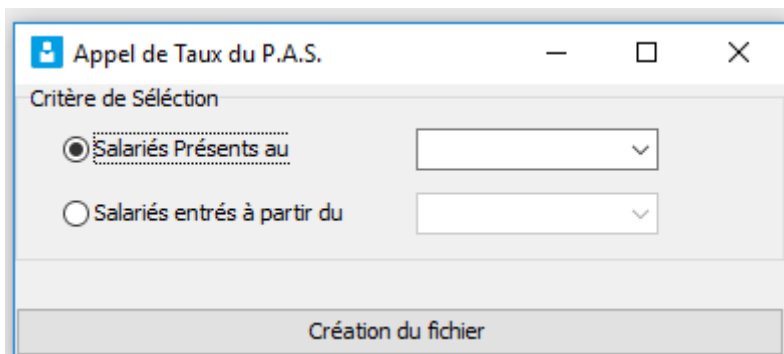 Appel de Taux du P.A.S.
Critère de Séléction
Salariés Présents au
Salariés entrés à partir du
Création du fichier